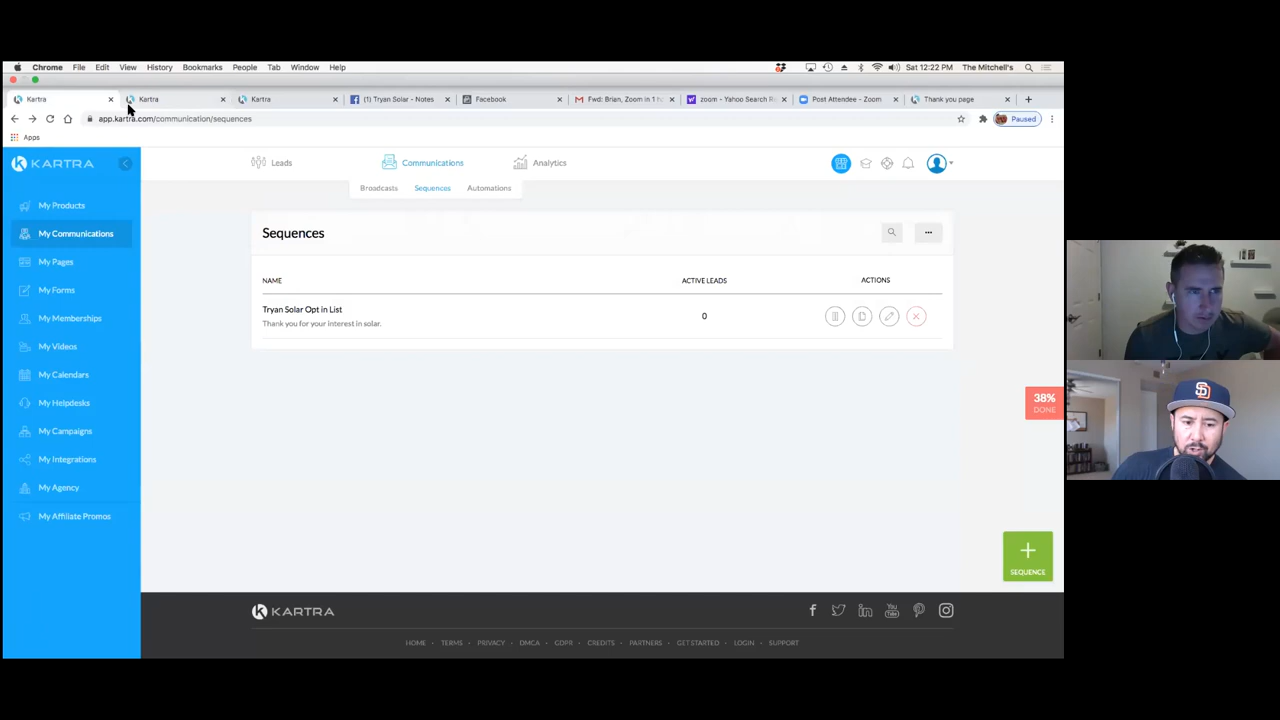 Chrome File Edit View History Bookmarks People Tab Window Help Sat 12:22 PM The Mitchell's
Kartra Kartra Kartra (1) Tryan Solar - Notes Facebook Fwd: Brian, Zoom in 1 h zoom - Yahoo Search Post Attendee - Zoom Thank you page
app.kartra.com/communication/sequences Paused
Apps
KARTRA Leads Communications Analytics
Broadcasts Sequences Automations
My Products
My Communications
My Pages
My Forms
My Memberships
My Videos
My Calendars
My Helpdesks
My Campaigns
My Integrations
My Agency
My Affiliate Promos
Sequences
NAME ACTIVE LEADS ACTIONS
Tryan Solar Opt in List 0
Thank you for your interest in solar.
38%
DONE
SEQUENCE
KARTRA
HOME · TERMS · PRIVACY · DMCA · GDPR · CREDITS · PARTNERS · GET STARTED · LOGIN · SUPPORT